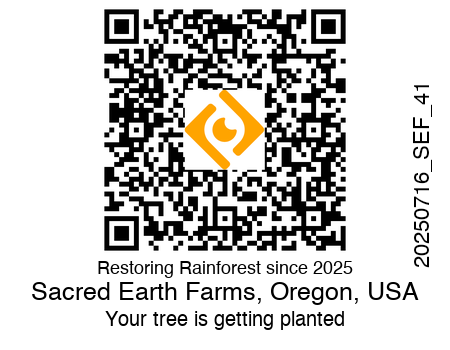 Restoring Rainforest since 2025
Sacred Earth Farms, Oregon, USA
Your tree is getting planted
20250716_SEF_41